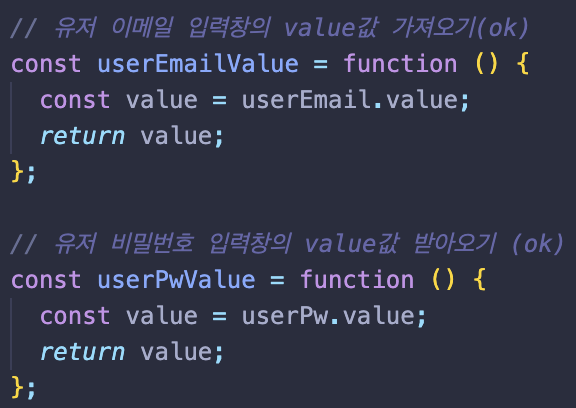 // 유저 이메일 입력창의 value값 가져오기(ok)
const userEmailValue = function () {
  const value = userEmail.value;
  return value;
};
// 유저 비밀번호 입력창의 value값 받아오기 (ok)
const userPwValue = function () {
  const value = userPw.value;
  return value;
};